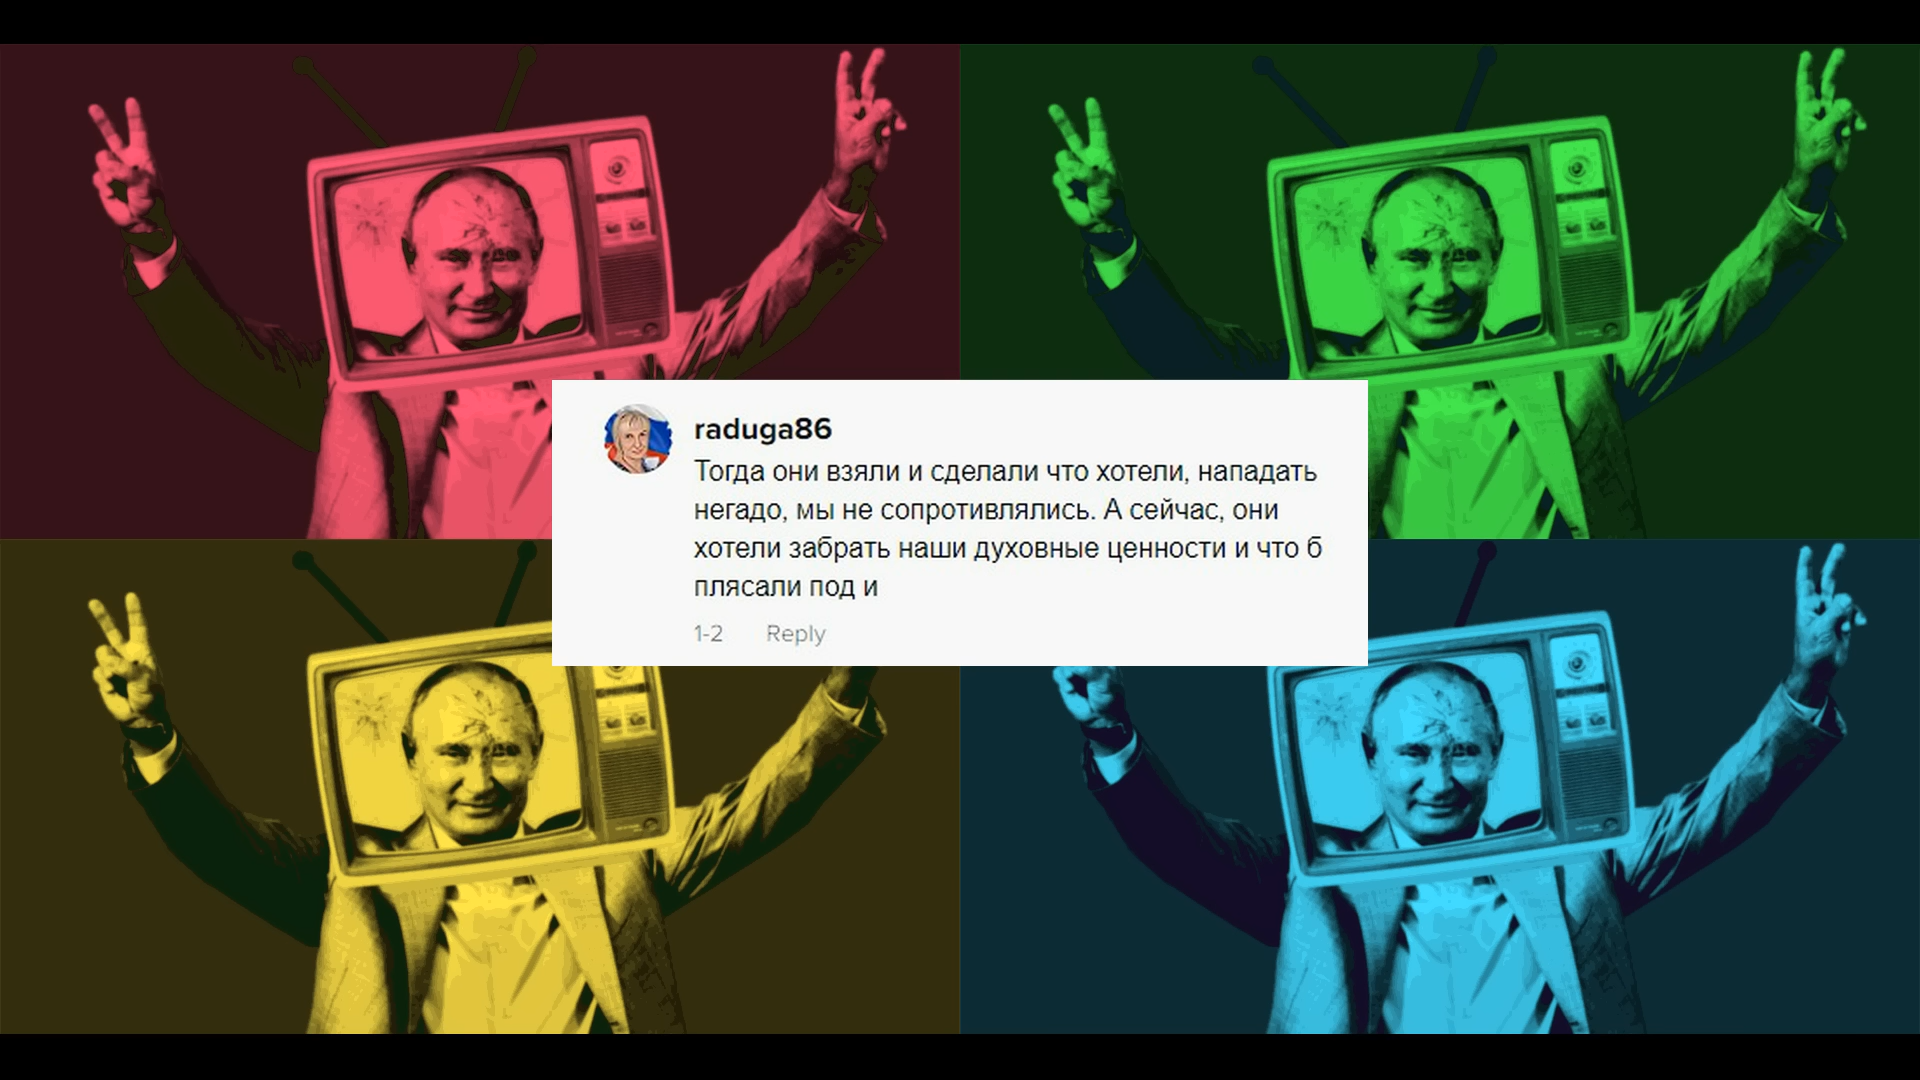 raduga86
Тогда они взяли и сделали что хотели, нападать
негадо, мы не сопротивлялись. А сейчас, они
хотели забрать наши духовные ценности и что б
плясали под и
1-2 Reply